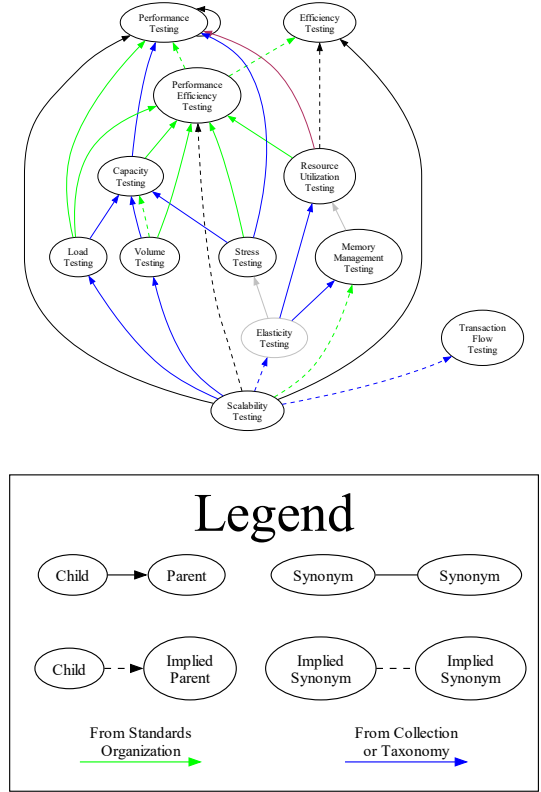 Performance
Testing
Efficiency
Testing
Performance
Efficiency
Testing
Capacity
Testing
Resource
Utilization
Testing
Load
Testing
Volume
Testing
Stress
Testing
Memory
Management
Testing
Elasticity
Testing
Transaction
Flow
Testing
Scalability
Testing
Legend
Child
Parent
Synonym
Synonym
Child
Implied
Parent
Implied
Synonym
Implied
Synonym
From Standards
Organization
From Collection
or Taxonomy